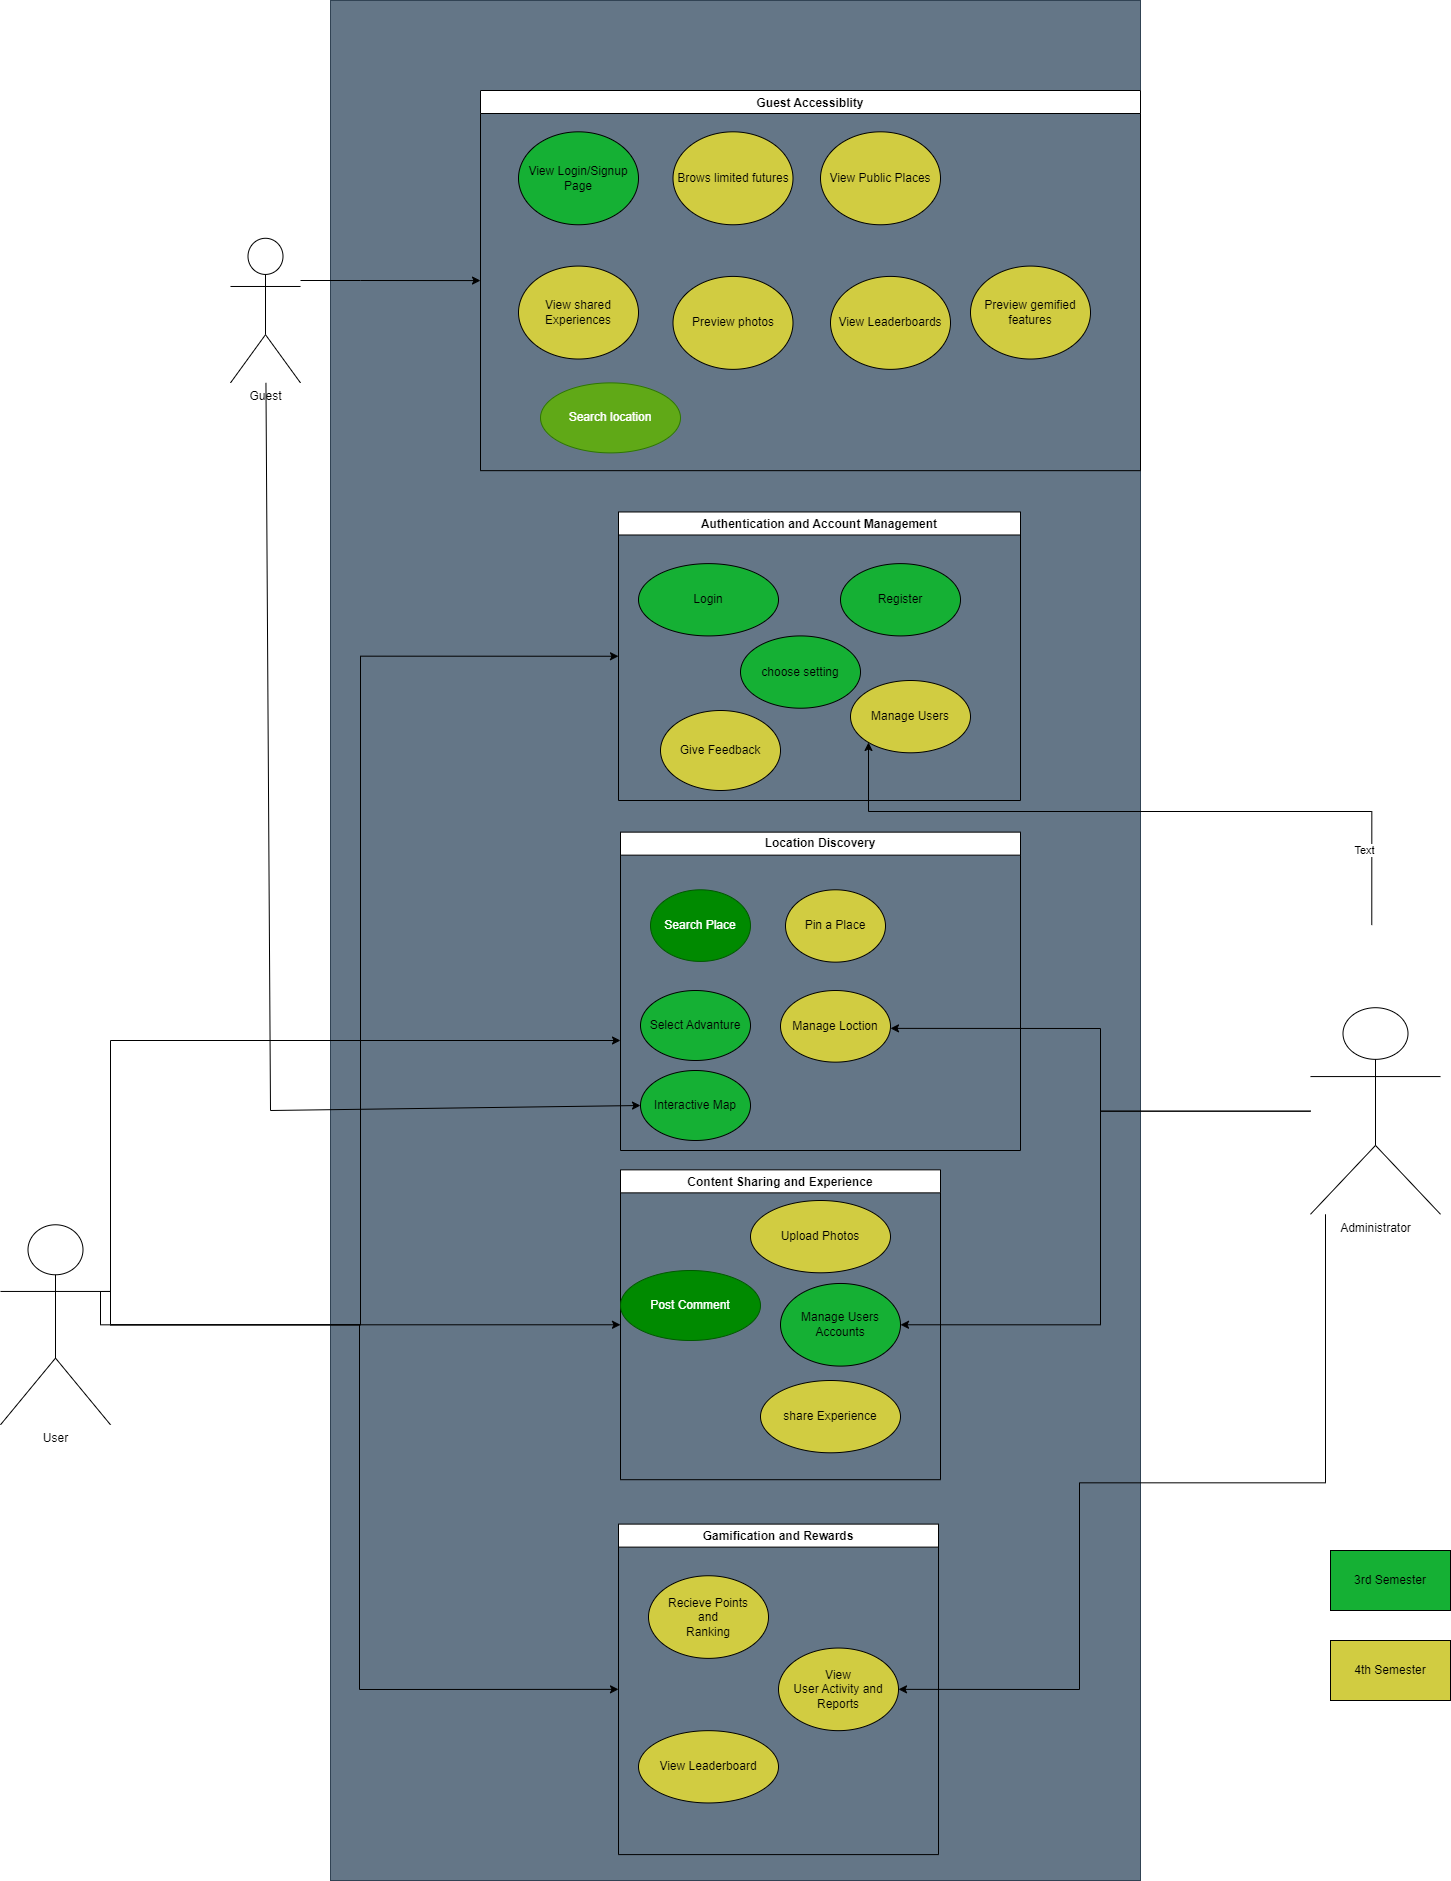 Guest Accessiblity
View Login/Signup
Page
Brows limited futures
View Public Places
View shared
Experiences
Preview photos
View Leaderboards
Preview gemified
features
Search location
Guest
Authentication and Account Management
Login
Register
choose setting
Manage Users
Give Feedback
Text
Location Discovery
Search Place
Pin a Place
Select Advanture
Manage Loction
Interactive Map
Administrator
Content Sharing and Experience
Upload Photos
Post Comment
Manage Users
Accounts
share Experience
User
Gamification and Rewards
Recieve Points
and
Ranking
View
User Activity and
Reports
View Leaderboard
3rd Semester
4th Semester